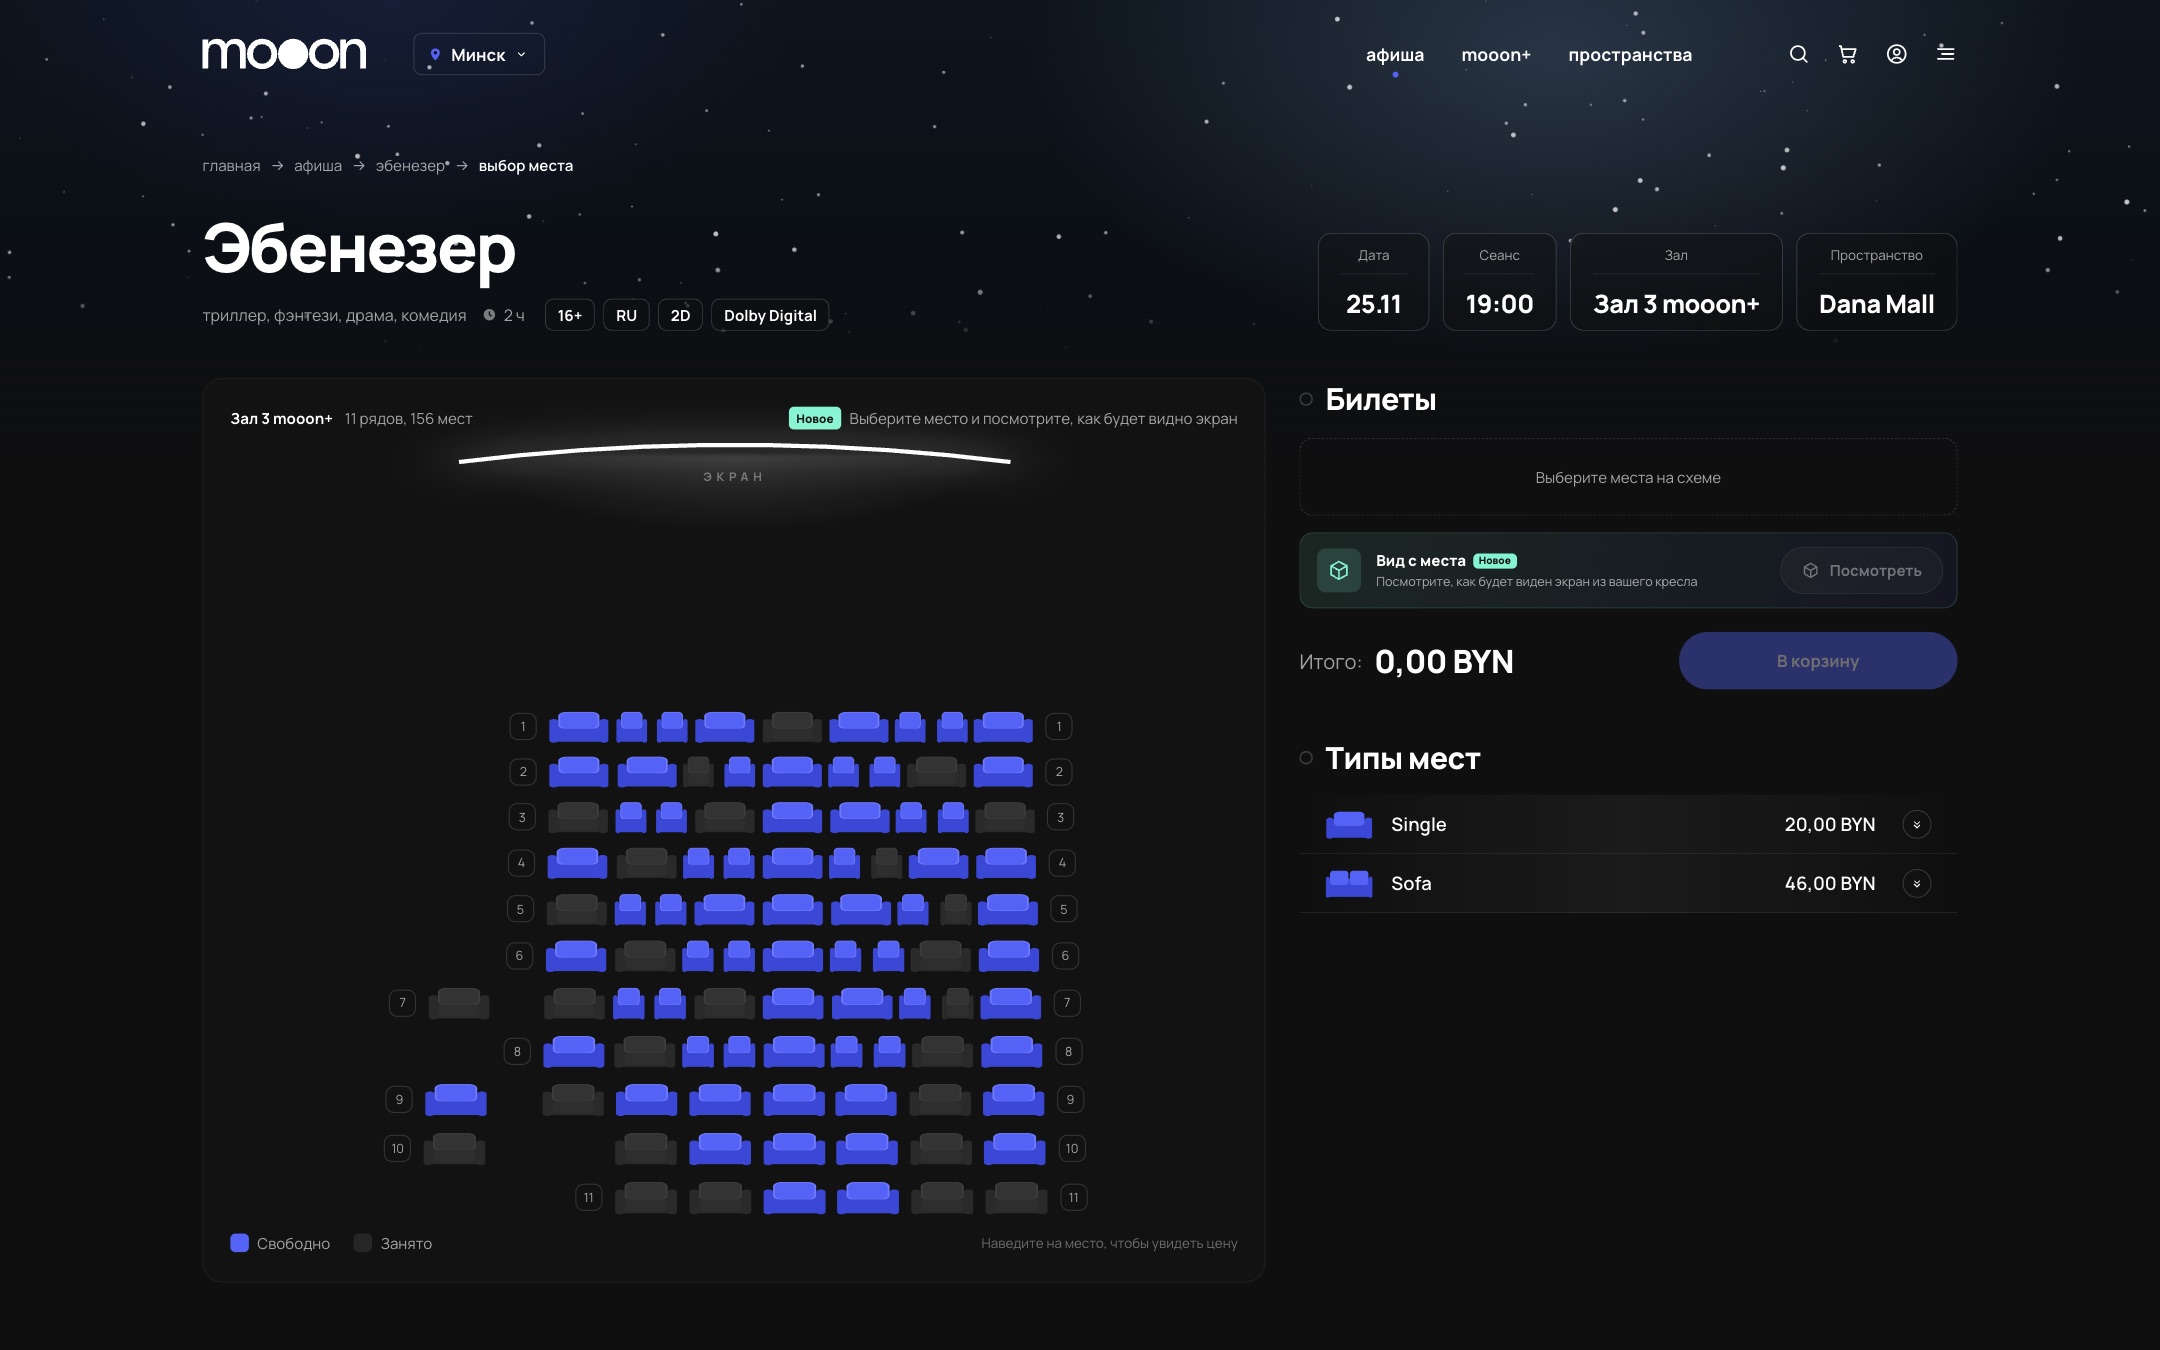 mooon
Минск
афиша mooon+ пространства
главная → афиша → эбенезер → выбор места
Эбенезер
триллер, фэнтези, драма, комедия 2 ч 16+ RU 2D Dolby Digital
Дата
25.11
Сеанс
19:00
Зал
Зал 3 mooon+
Пространство
Dana Mall
Зал 3 mooon+ 11 рядов, 156 мест
Новое Выберите место и посмотрите, как будет видно экран
ЭКРАН
1 1
2 2
3 3
4 4
5 5
6 6
7 7
8 8
9 9
10 10
11 11
Свободно Занято
Наведите на место, чтобы увидеть цену
Билеты
Выберите места на схеме
Вид с места Новое
Посмотрите, как будет виден экран из вашего кресла
Посмотреть
Итого: 0,00 BYN
В корзину
Типы мест
Single 20,00 BYN
Sofa 46,00 BYN